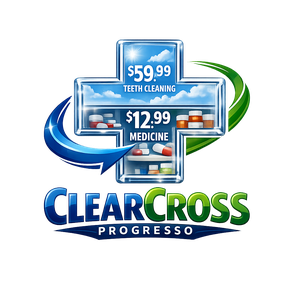 $59.99
TEETH CLEANING
$12.99
MEDICINE
CLEARCROSS
PROGRESSO